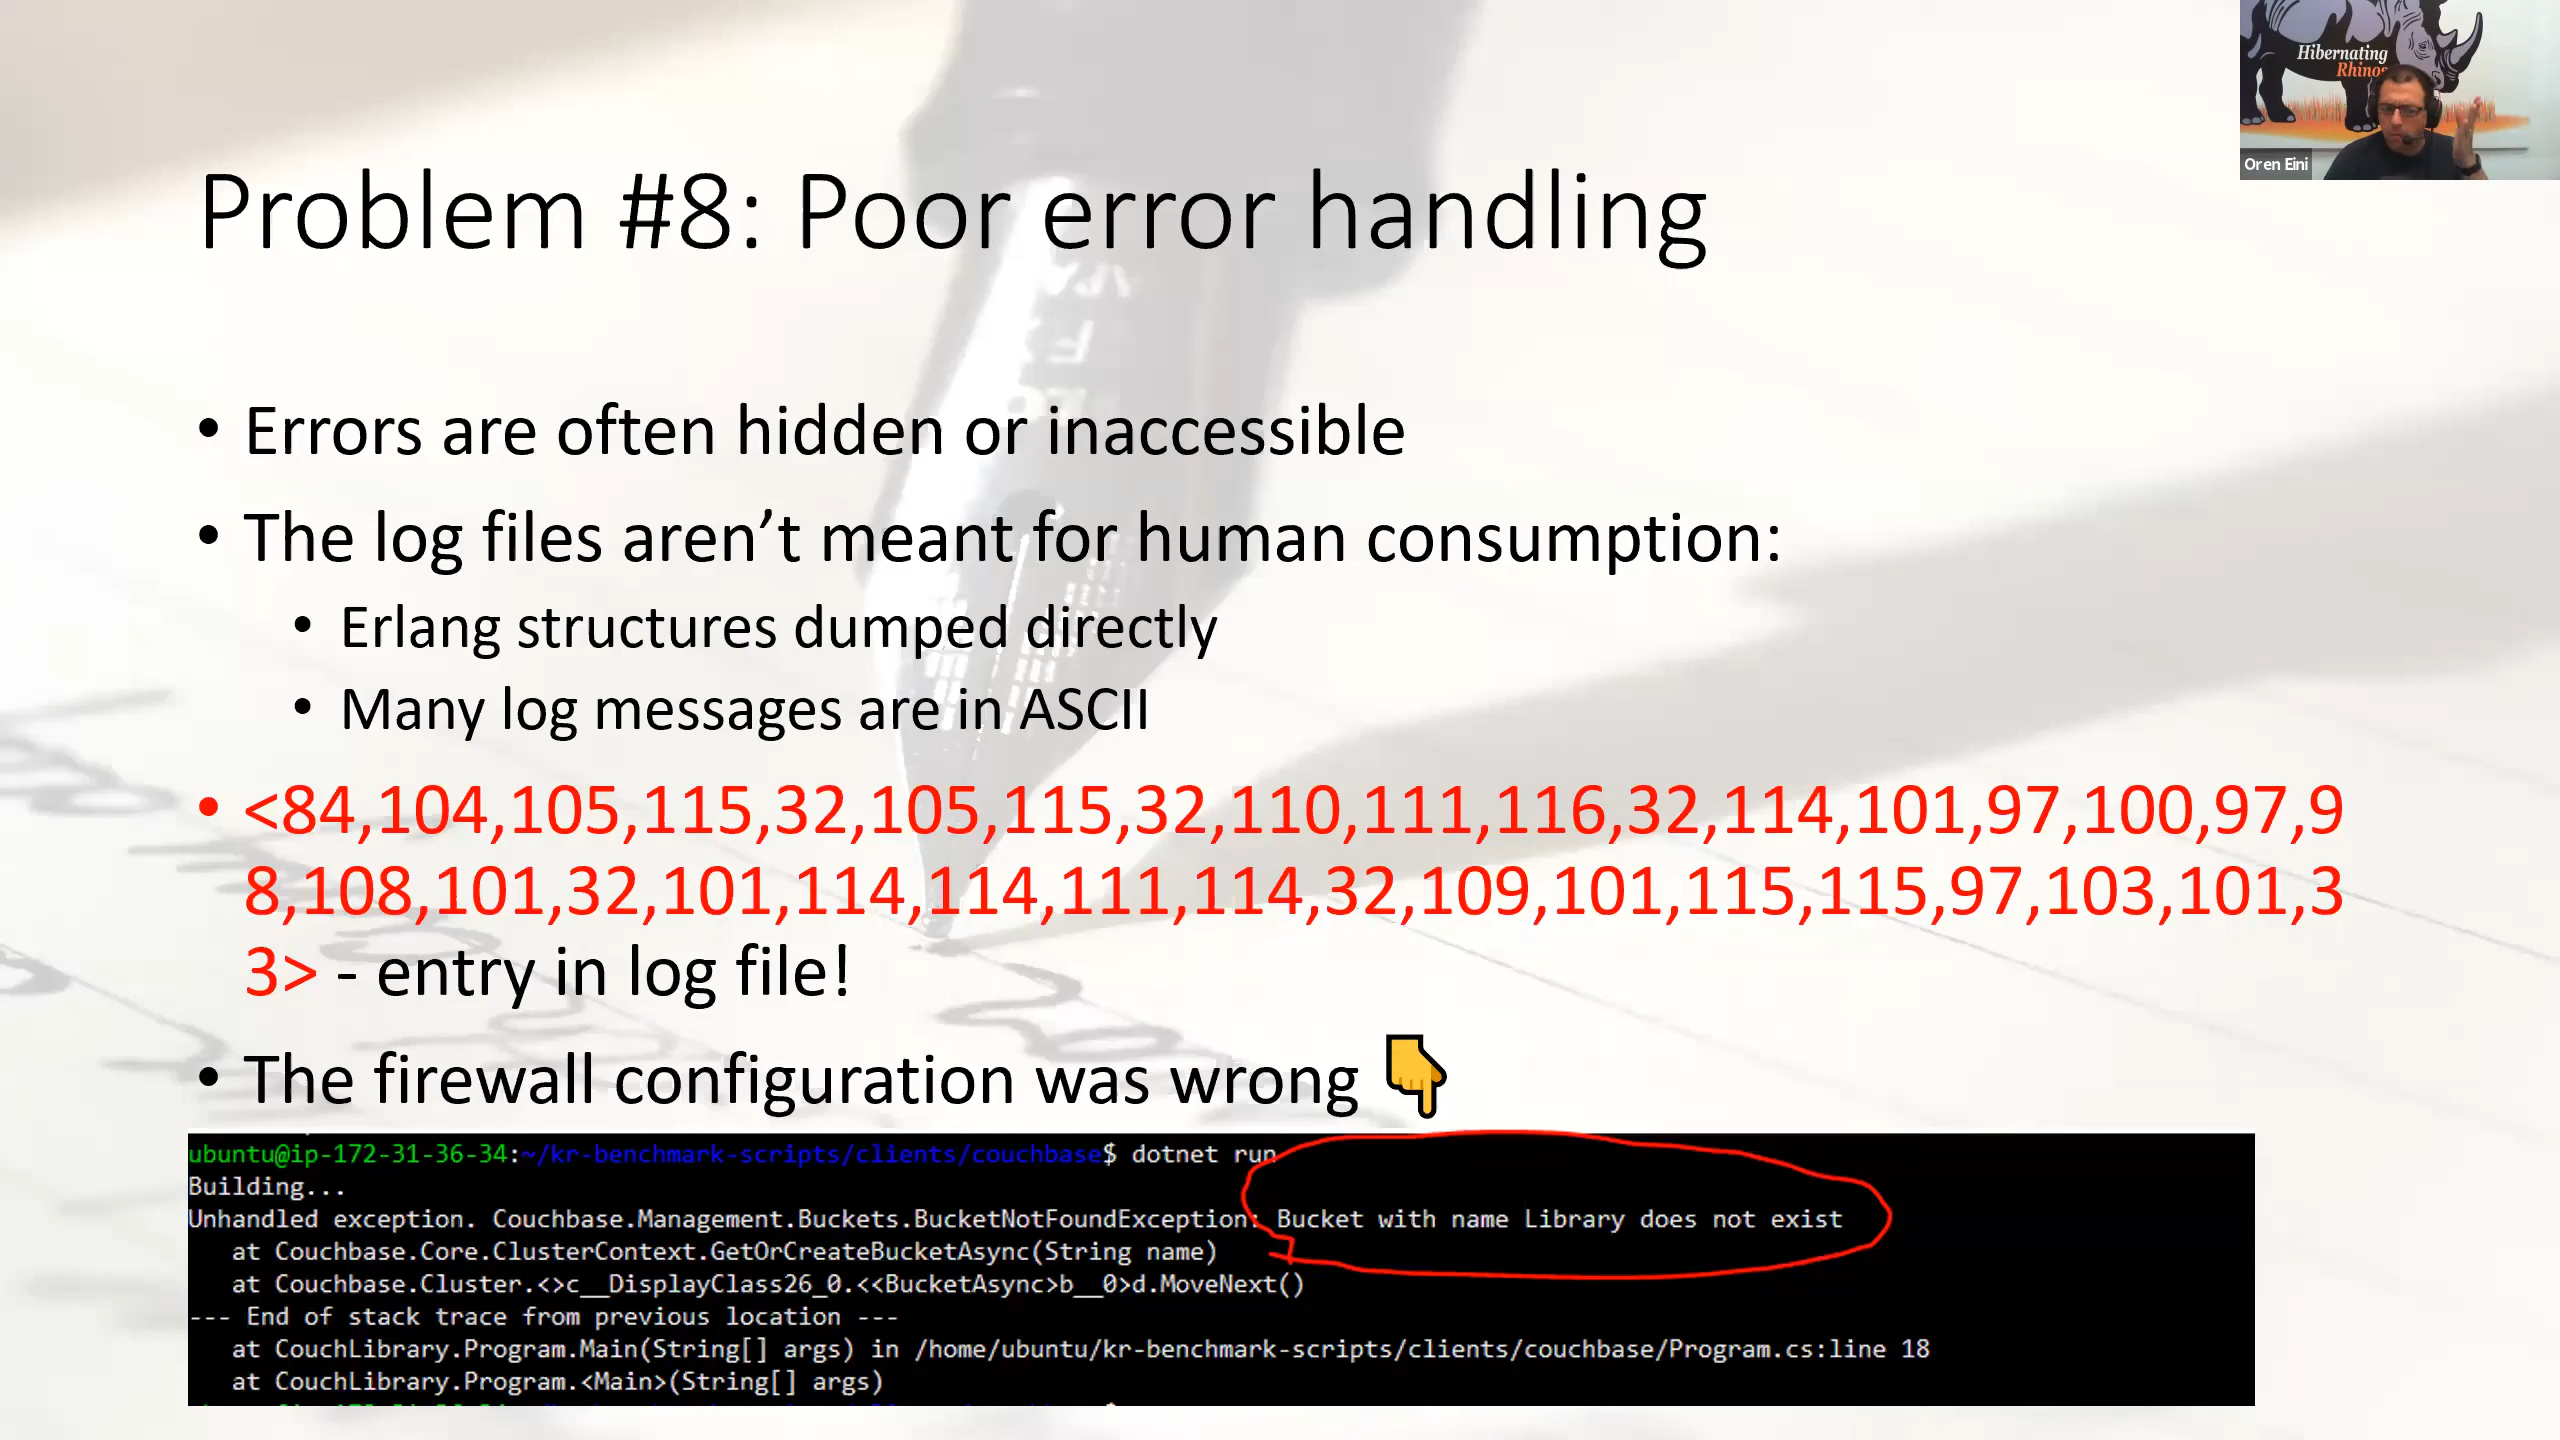 Hibernating
Rhinos
Oren Eini
Problem #8: Poor error handling
• Errors are often hidden or inaccessible
• The log files aren’t meant for human consumption:
• Erlang structures dumped directly
• Many log messages are in ASCII
• <84,104,105,115,32,105,115,32,110,111,116,32,114,101,97,100,97,9
8,108,101,32,101,114,114,111,114,32,109,101,115,115,97,103,101,3
3> - entry in log file!
• The firewall configuration was wrong 👇
ubuntu@ip-172-31-36-34:~/kr-benchmark-scripts/clients/couchbase$ dotnet run
Building...
Unhandled exception. Couchbase.Management.Buckets.BucketNotFoundException: Bucket with name Library does not exist
at Couchbase.Core.ClusterContext.GetOrCreateBucketAsync(String name)
at Couchbase.Cluster.<>c__DisplayClass26_0.<<BucketAsync>b__0>d.MoveNext()
--- End of stack trace from previous location ---
at CouchLibrary.Program.Main(String[] args) in /home/ubuntu/kr-benchmark-scripts/clients/couchbase/Program.cs:line 18
at CouchLibrary.Program.<Main>(String[] args)